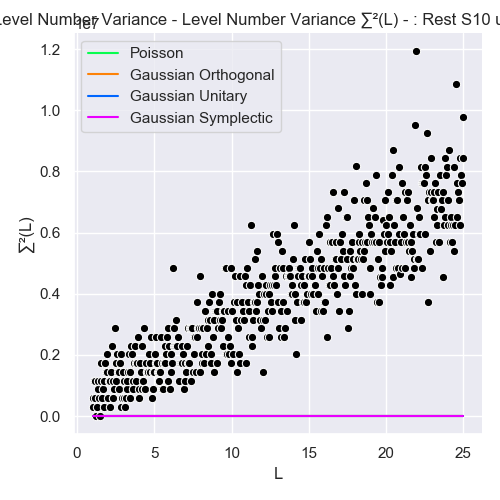 Level Number Variance - Level Number Variance ∑²(L) - : Rest S10 u
1e7
Poisson
Gaussian Orthogonal
Gaussian Unitary
Gaussian Symplectic
1.2
1.0
0.8
0.6
0.4
0.2
0.0
∑²(L)
0 5 10 15 20 25
L